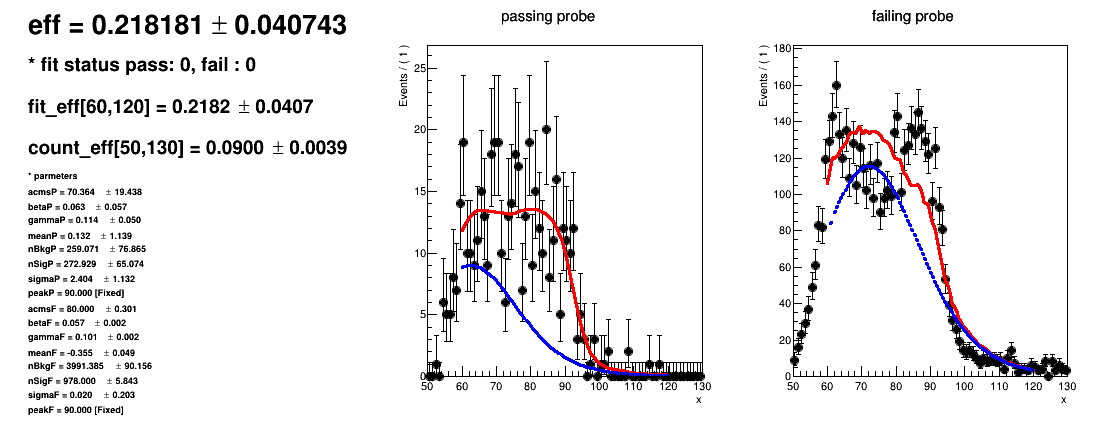 eff = 0.218181 ± 0.040743
* fit status pass: 0, fail : 0
fit_eff[60,120] = 0.2182 ± 0.0407
count_eff[50,130] = 0.0900 ± 0.0039
* parmeters
acmsP = 70.364 ± 19.438
betaP = 0.063 ± 0.057
gammaP = 0.114 ± 0.050
meanP = 0.132 ± 1.139
nBkgP = 259.071 ± 76.865
nSigP = 272.929 ± 65.074
sigmaP = 2.404 ± 1.132
peakP = 90.000 [Fixed]
acmsF = 80.000 ± 0.301
betaF = 0.057 ± 0.002
gammaF = 0.101 ± 0.002
meanF = -0.355 ± 0.049
nBkgF = 3991.385 ± 90.156
nSigF = 978.000 ± 5.843
sigmaF = 0.020 ± 0.203
peakF = 90.000 [Fixed]
passing probe
Events / ( 1 )
25
20
15
10
5
0
50 60 70 80 90 100 110 120 130
x
failing probe
Events / ( 1 )
180
160
140
120
100
80
60
40
20
0
50 60 70 80 90 100 110 120 130
x